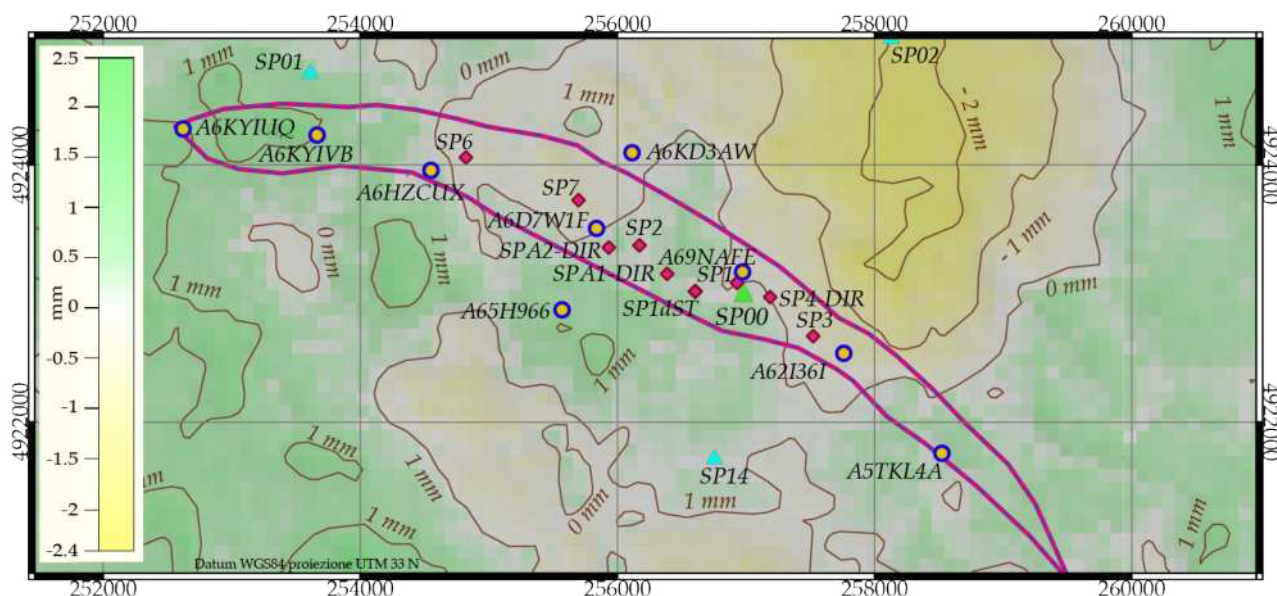 252000 254000 256000 258000 260000
2.5
2
1.5
1
0.5
0
-0.5
-1
-1.5
-2
-2.4
mm
4924000
4922000
4924000
4922000
1 mm
SP01
0 mm
SP02
1 mm
- 2 mm
1 mm
A6KYIUQ
A6KYIVB
SP6
A6KD3AW
A6HZCUX
SP7
A6D7W1F
SP2
SPA2-DIR
A69NAFE
0 mm
1 mm
SPA1-DIR
SP1
- 1 mm
1 mm
SP1dST
SP4-DIR
0 mm
A65H966
SP00
SP3
1 mm
A62I36I
1 mm
1 mm
SP14
A5TKL4A
mm
0 mm
1 mm
1 mm
1 mm
Datum WGS84 proiezione UTM 33 N
252000 254000 256000 258000 260000